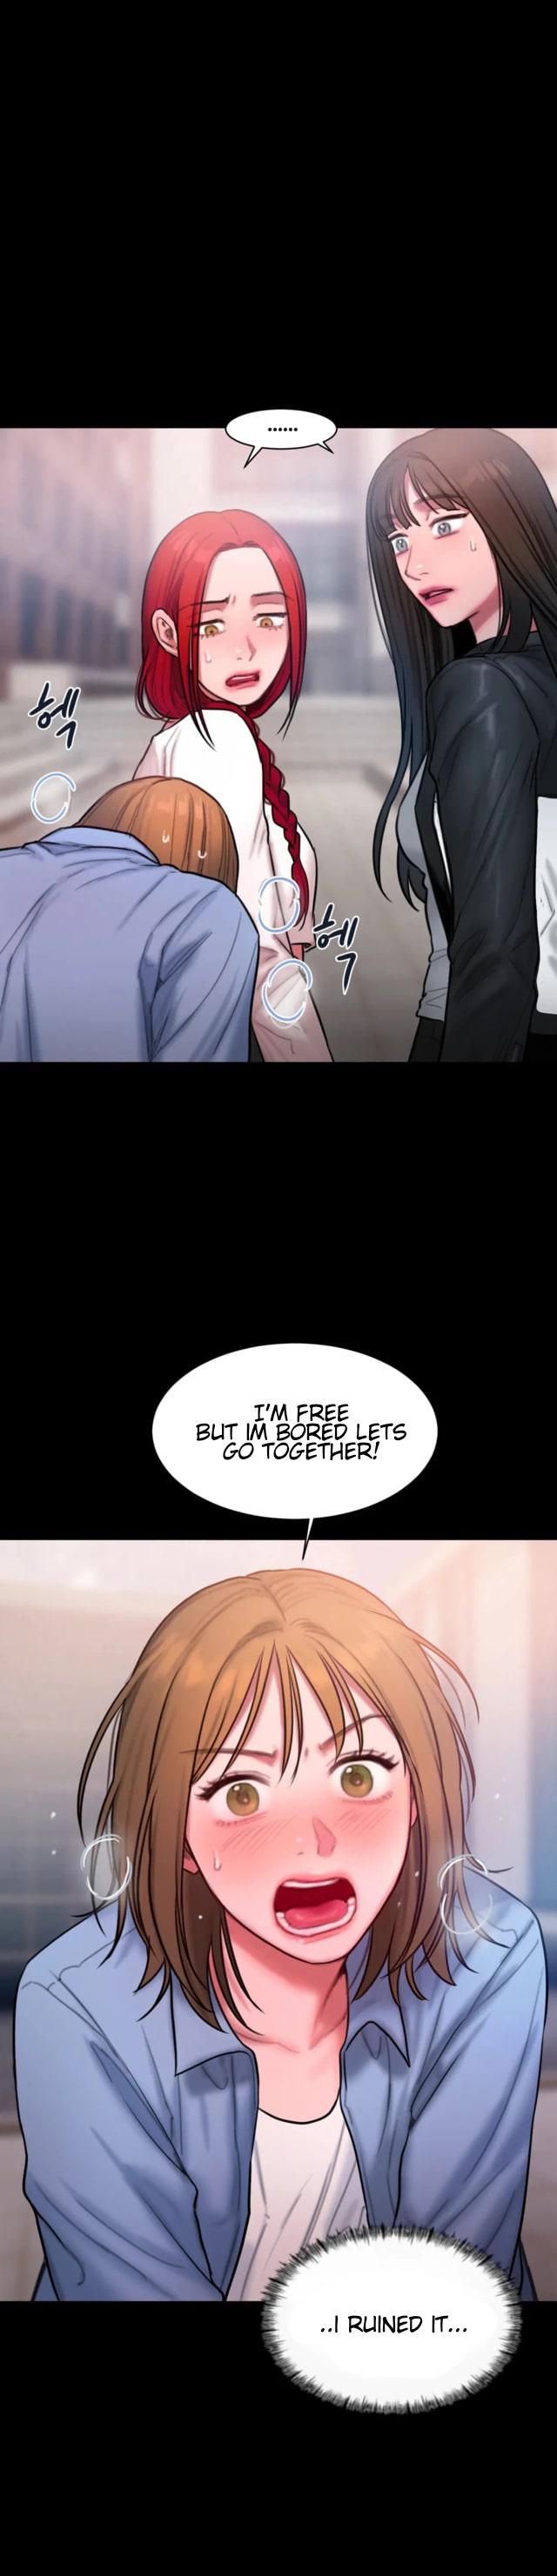 ......
헥
헥
I'M FREE
BUT IM BORED LETS
GO TOGETHER!
..I RUINED IT...